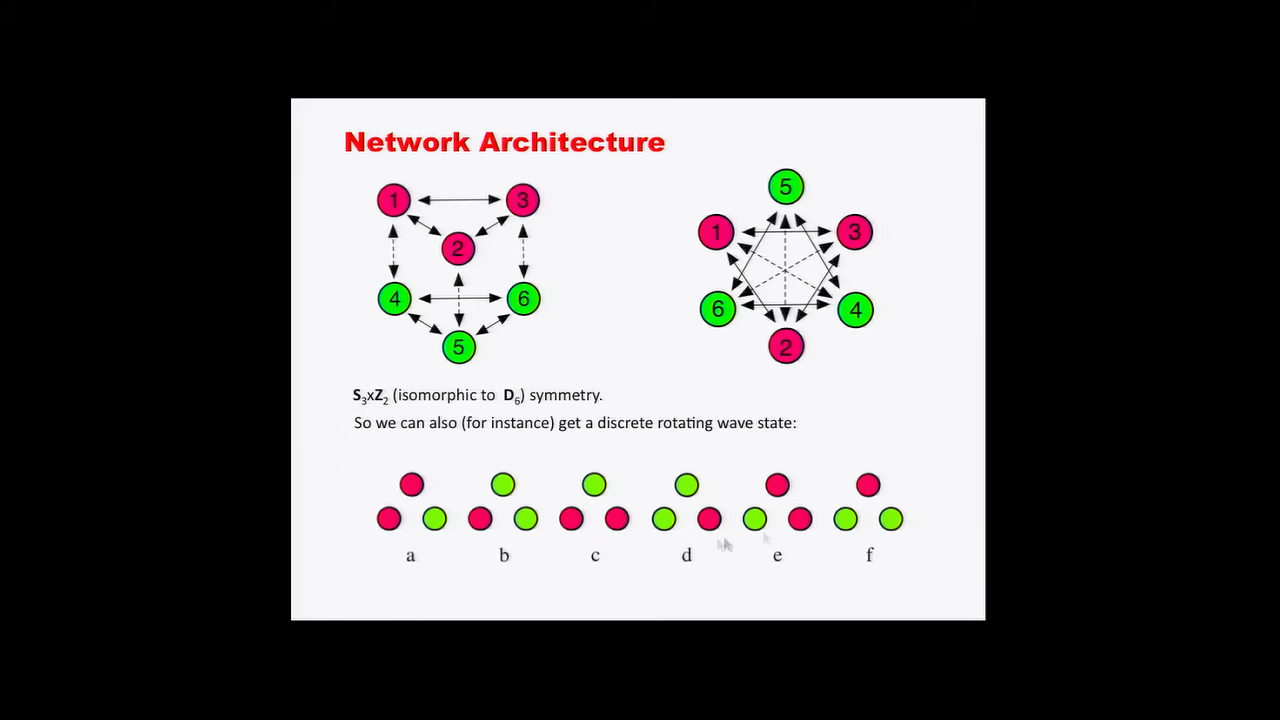 Network Architecture
1 3
2
4 6
5
5
1 3
6 4
2
S3xZ2 (isomorphic to D6) symmetry.
So we can also (for instance) get a discrete rotating wave state:
a b c d e f